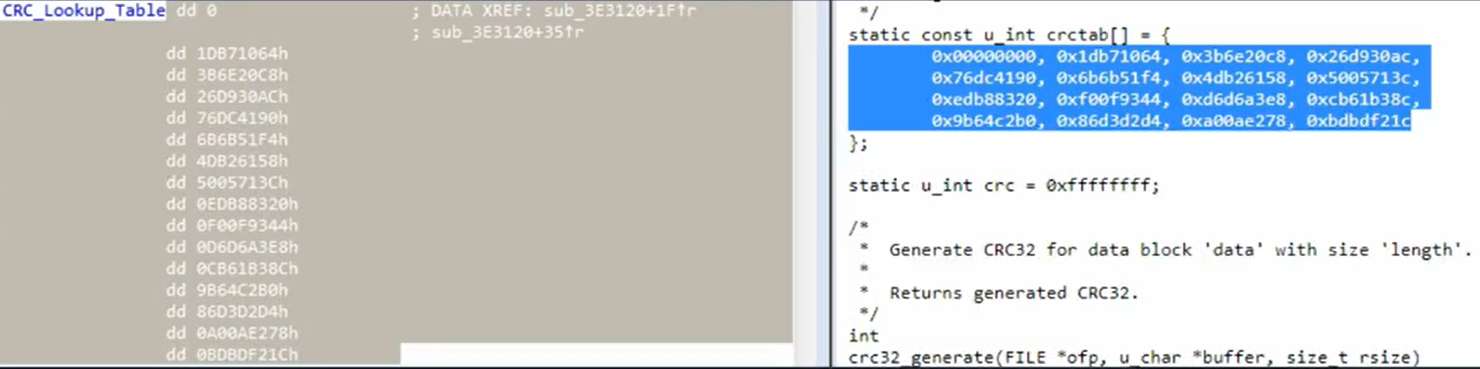 CRC_Lookup_Table dd 0 ; DATA XREF: sub_3E3120+1F↑r
; sub_3E3120+35↑r
dd 1DB71064h
dd 3B6E20C8h
dd 26D930ACh
dd 76DC4190h
dd 6B6B51F4h
dd 4DB26158h
dd 5005713Ch
dd 0EDB88320h
dd 0F00F9344h
dd 0D6D6A3E8h
dd 0CB61B38Ch
dd 9B64C2B0h
dd 86D3D2D4h
dd 0A00AE278h
dd 0BDBDF21Ch
*/
static const u_int crctab[] = {
0x00000000, 0x1db71064, 0x3b6e20c8, 0x26d930ac,
0x76dc4190, 0x6b6b51f4, 0x4db26158, 0x5005713c,
0xedb88320, 0xf00f9344, 0xd6d6a3e8, 0xcb61b38c,
0x9b64c2b0, 0x86d3d2d4, 0xa00ae278, 0xbdbdf21c
};
static u_int crc = 0xffffffff;
/*
* Generate CRC32 for data block 'data' with size 'length'.
*
* Returns generated CRC32.
*/
int
crc32_generate(FILE *ofp, u_char *buffer, size_t rsize)